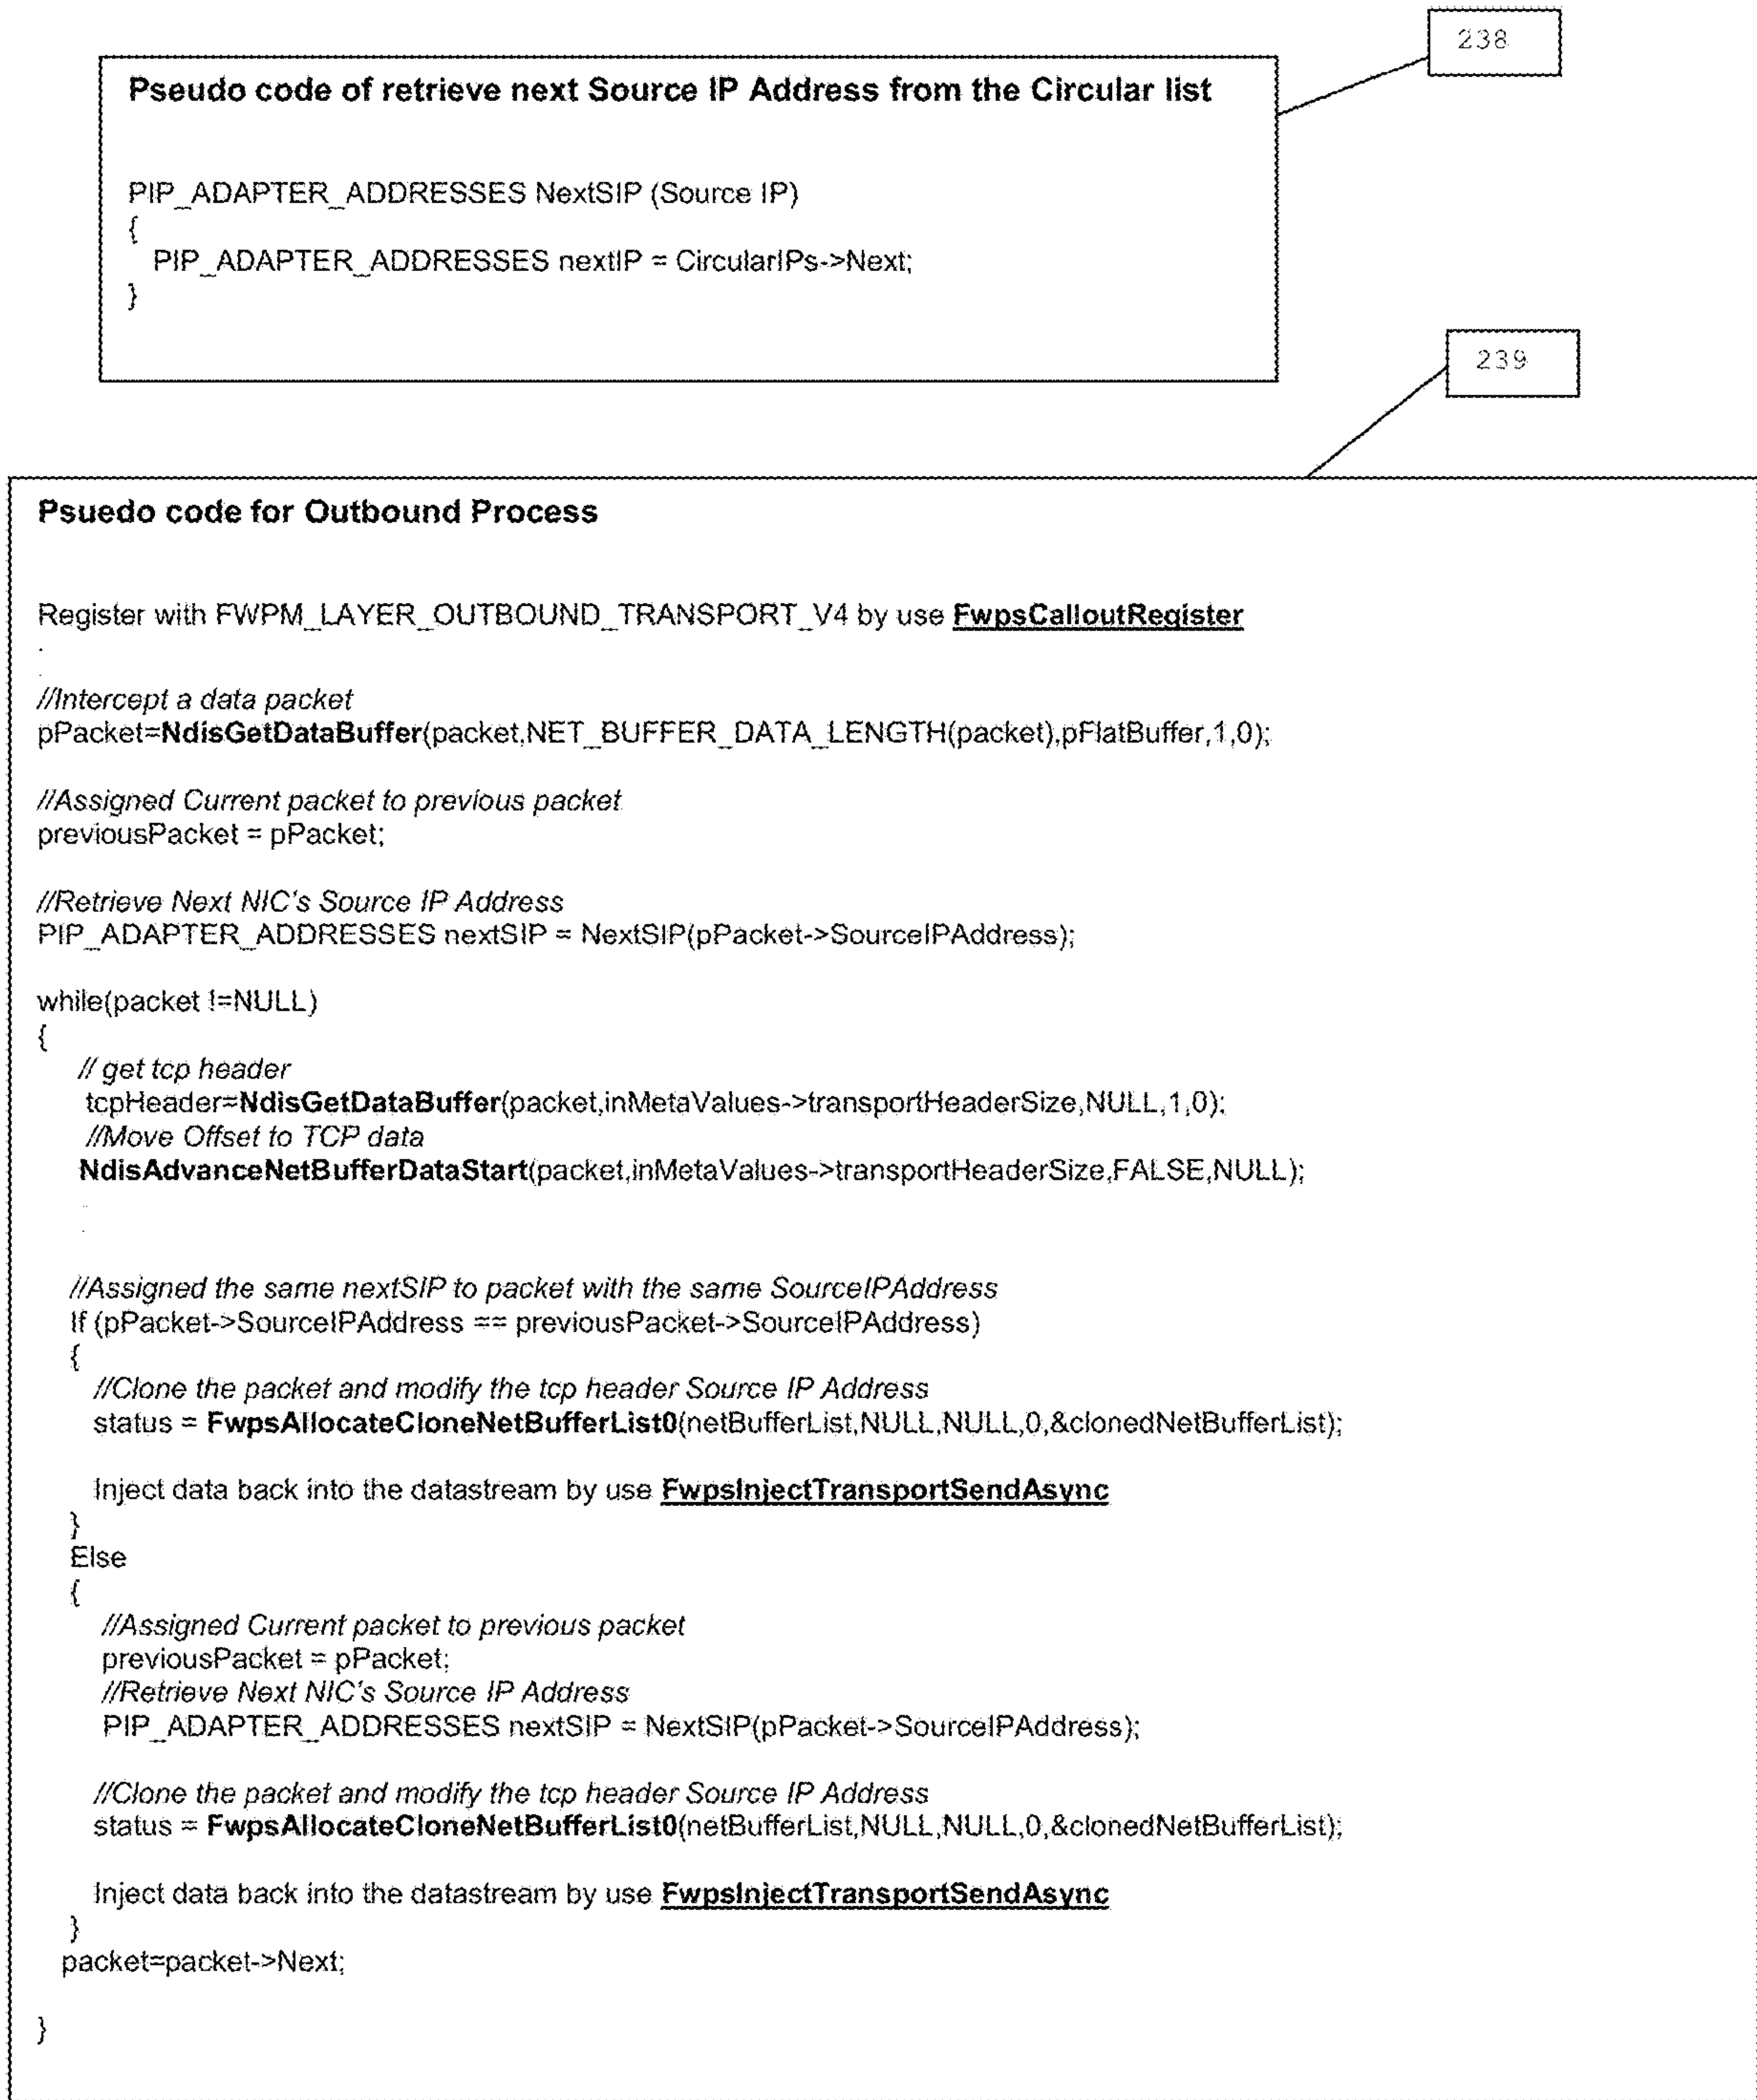 238
Pseudo code of retrieve next Source IP Address from the Circular list
PIP_ADAPTER_ADDRESSES NextSIP (Source IP)
{
PIP_ADAPTER_ADDRESSES nextIP = CircularIPs->Next;
}
239
Psuedo code for Outbound Process
Register with FWPM_LAYER_OUTBOUND_TRANSPORT_V4 by use FwpsCalloutRegister
.
.
//Intercept a data packet
pPacket=NdisGetDataBuffer(packet,NET_BUFFER_DATA_LENGTH(packet),pFlatBuffer,1,0);
//Assigned Current packet to previous packet
previousPacket = pPacket;
//Retrieve Next NIC's Source IP Address
PIP_ADAPTER_ADDRESSES nextSIP = NextSIP(pPacket->SourceIPAddress);
while(packet !=NULL)
{
// get tcp header
tcpHeader=NdisGetDataBuffer(packet,inMetaValues->transportHeaderSize,NULL,1,0);
//Move Offset to TCP data
NdisAdvanceNetBufferDataStart(packet,inMetaValues->transportHeaderSize,FALSE,NULL);
.
.
//Assigned the same nextSIP to packet with the same SourceIPAddress
If (pPacket->SourceIPAddress == previousPacket->SourceIPAddress)
{
//Clone the packet and modify the tcp header Source IP Address
status = FwpsAllocateCloneNetBufferList0(netBufferList,NULL,NULL,0,&clonedNetBufferList);
Inject data back into the datastream by use FwpsInjectTransportSendAsync
}
Else
{
//Assigned Current packet to previous packet
previousPacket = pPacket;
//Retrieve Next NIC's Source IP Address
PIP_ADAPTER_ADDRESSES nextSIP = NextSIP(pPacket->SourceIPAddress);
//Clone the packet and modify the tcp header Source IP Address
status = FwpsAllocateCloneNetBufferList0(netBufferList,NULL,NULL,0,&clonedNetBufferList);
Inject data back into the datastream by use FwpsInjectTransportSendAsync
}
packet=packet->Next;
}